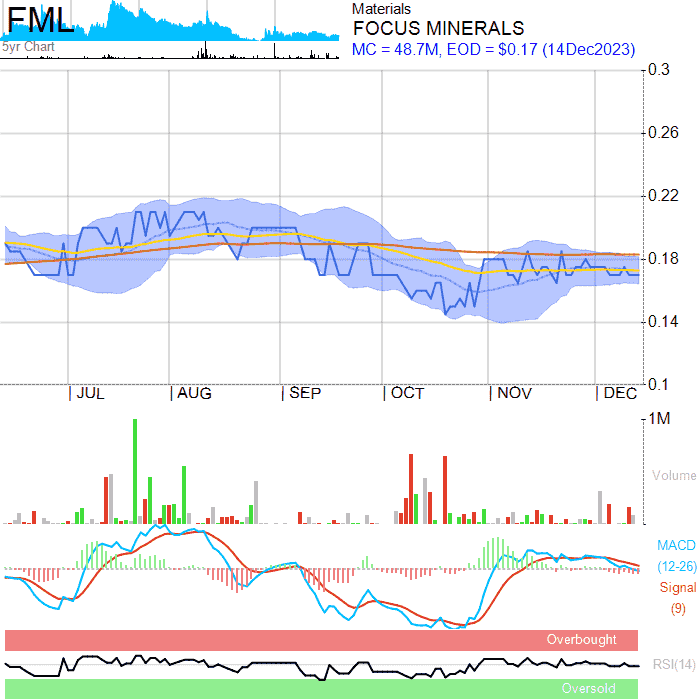 FML
5yr Chart
Materials
FOCUS MINERALS
MC = 48.7M, EOD = $0.17 (14Dec2023)
0.3
0.26
0.22
0.18
0.14
0.1
JUL AUG SEP OCT NOV DEC
1M
Volume
MACD
(12-26)
Signal
(9)
Overbought
RSI(14)
Oversold